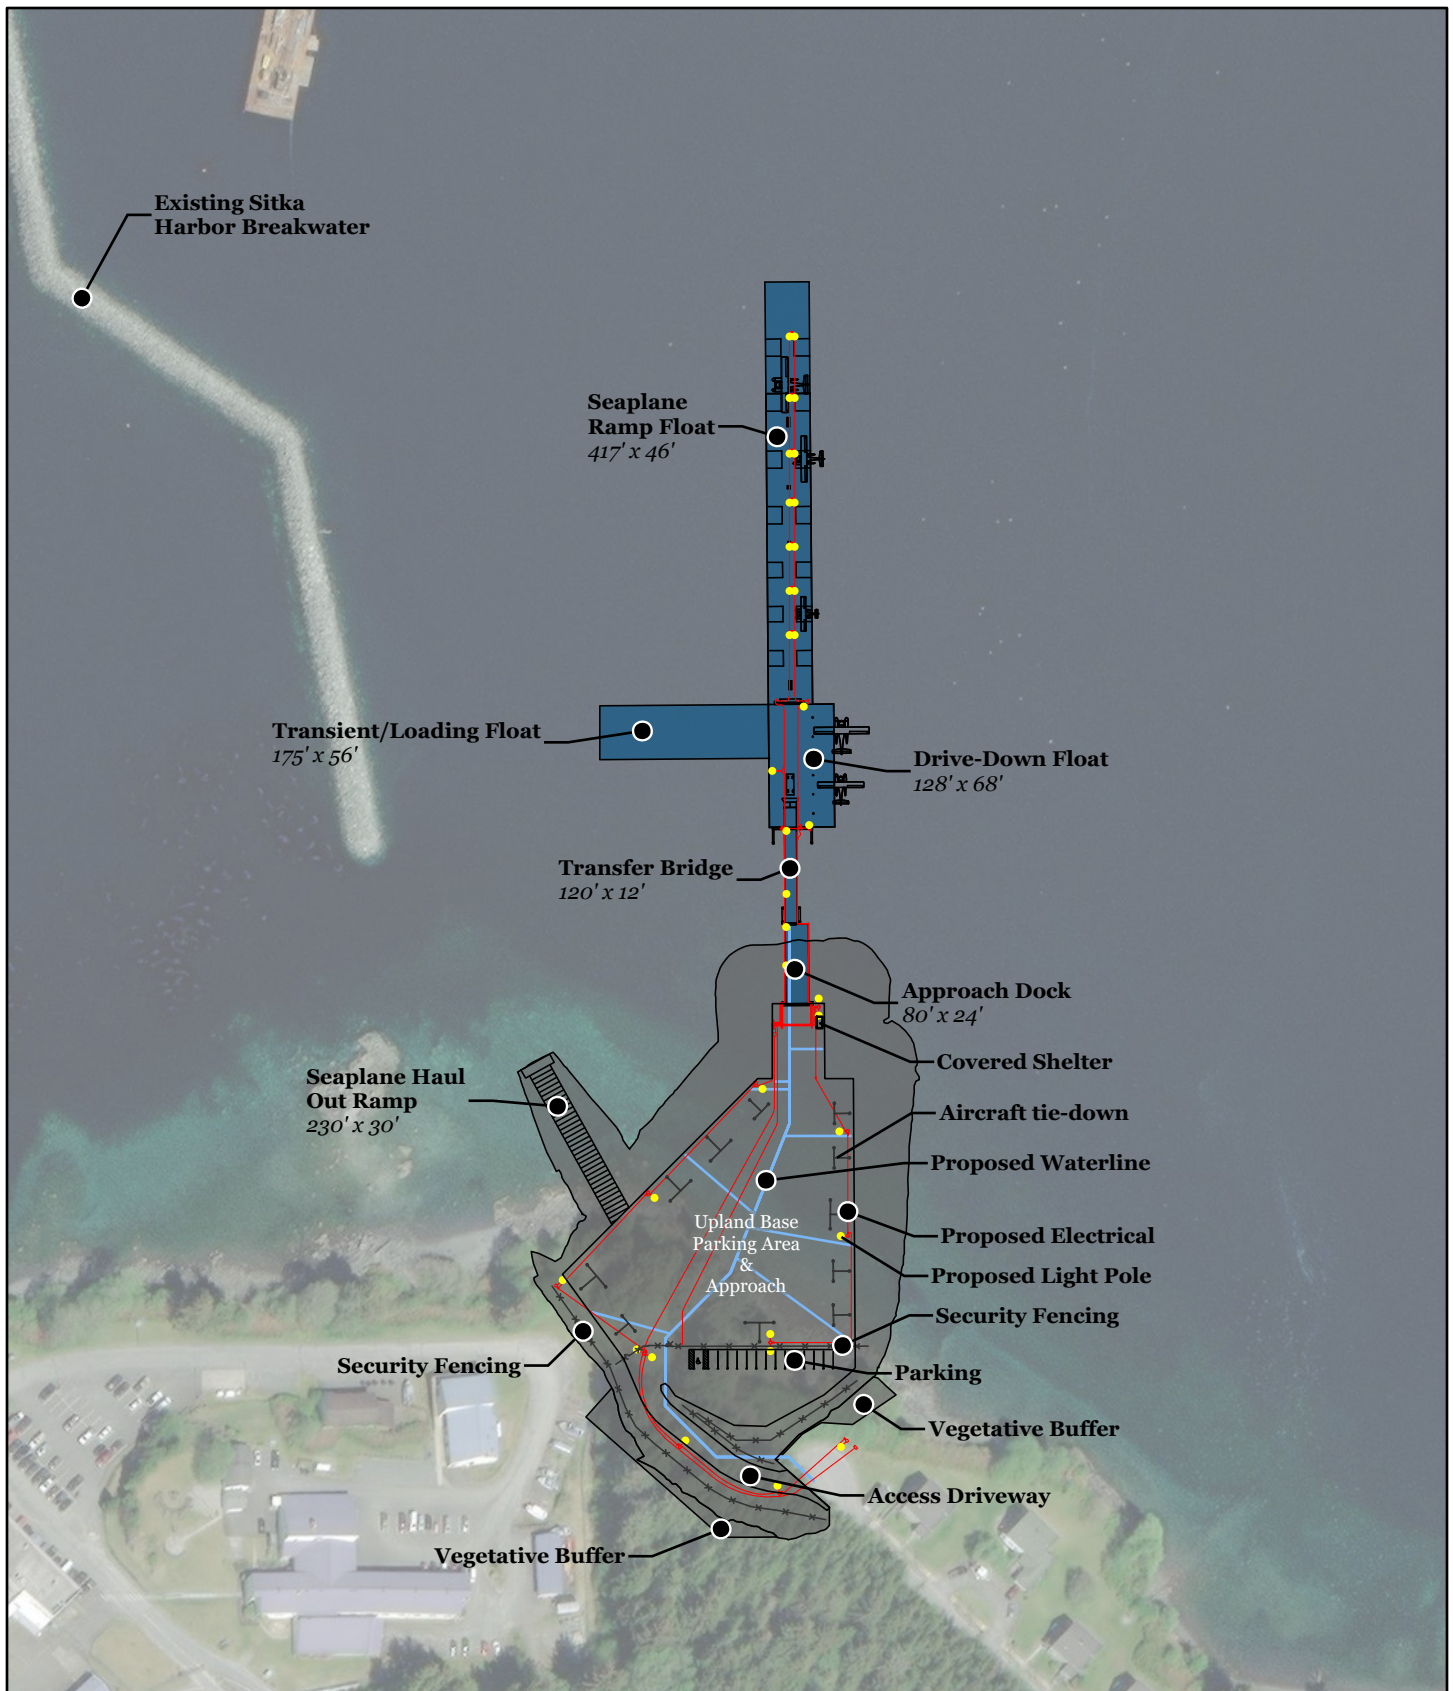 Existing Sitka
Harbor Breakwater
Seaplane
Ramp Float
417' x 46'
Transient/Loading Float
175' x 56'
Drive-Down Float
128' x 68'
Transfer Bridge
120' x 12'
Approach Dock
80' x 24'
Covered Shelter
Seaplane Haul
Out Ramp
230' x 30'
Aircraft tie-down
Proposed Waterline
Upland Base
Parking Area
&
Approach
Proposed Electrical
Proposed Light Pole
Security Fencing
Security Fencing
Parking
Vegetative Buffer
Access Driveway
Vegetative Buffer